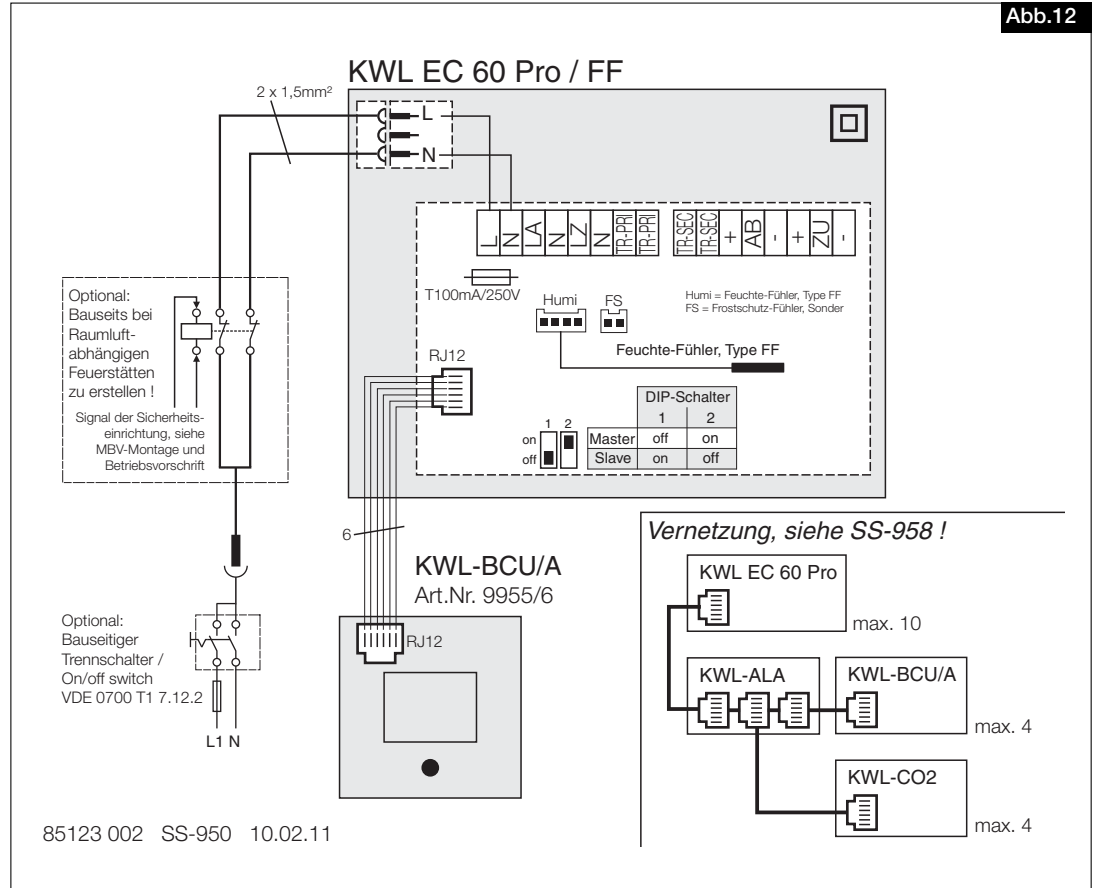 Abb.12
KWL EC 60 Pro / FF
2 x 1,5mm²
L
N
L
N
LA
N
LZ
N
TR-PRI
TR-PRI
TR-SEC
TR-SEC
+
AB
-
+
ZU
-
T100mA/250V
Humi
FS
Humi = Feuchte-Fühler, Type FF
FS = Frostschutz-Fühler, Sonder
Feuchte-Fühler, Type FF
RJ12
DIP-Schalter
1 2
1 2
on
off
Master off on
Slave on off
Optional:
Bauseits bei
Raumluft-
abhängigen
Feuerstätten
zu erstellen !
Signal der Sicherheits-
einrichtung, siehe
MBV-Montage und
Betriebsvorschrift
6
KWL-BCU/A
Art.Nr. 9955/6
RJ12
Optional:
Bauseitiger
Trennschalter /
On/off switch
VDE 0700 T1 7.12.2
L1 N
Vernetzung, siehe SS-958 !
KWL EC 60 Pro
max. 10
KWL-ALA
KWL-BCU/A
max. 4
KWL-CO2
max. 4
85123 002 SS-950 10.02.11